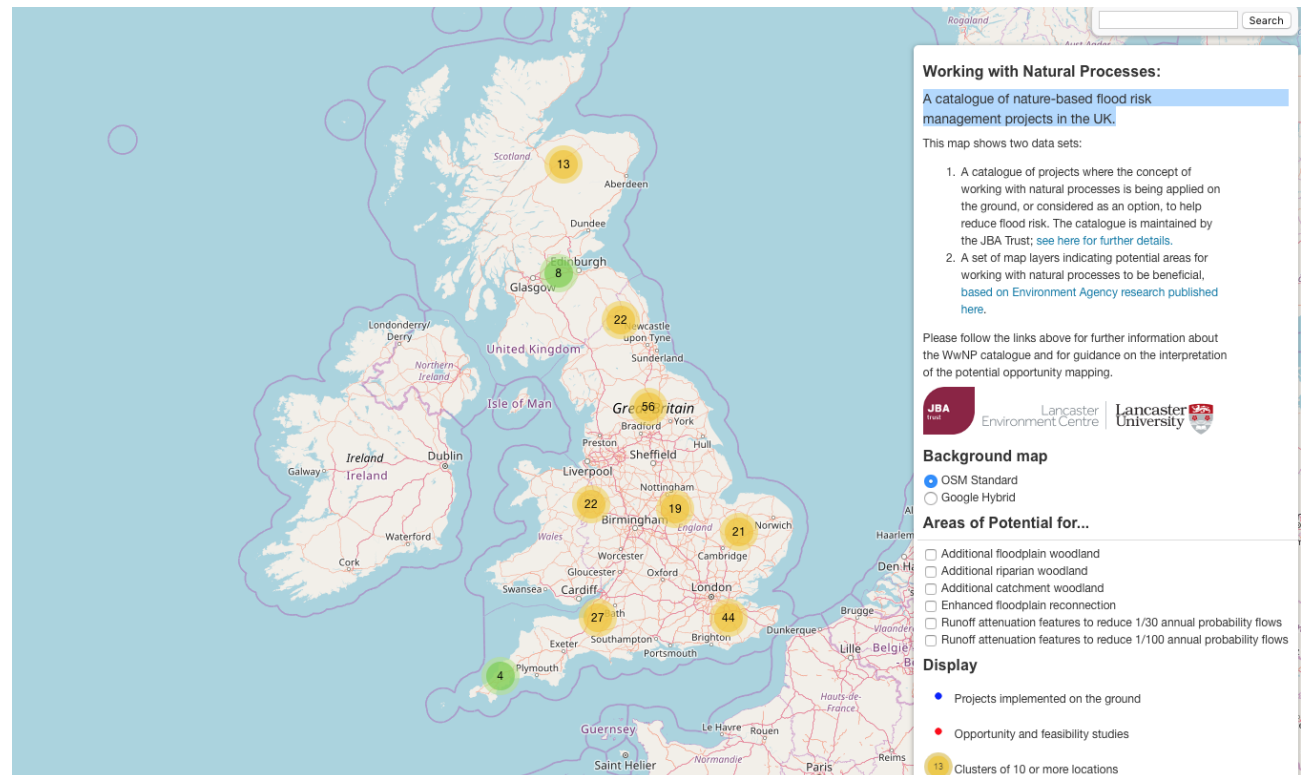 Rogaland
Aust-Agder
Search
Scotland
13
Aberdeen
Dundee
Edinburgh
8
Glasgow
22
Newcastle
upon Tyne
Londonderry/
Derry
United Kingdom
Sunderland
Northern
Ireland
Isle of Man
56
Great Britain
Bradford
York
Preston
Hull
Ireland
Dublin
Sheffield
Galway
Ireland
Liverpool
Nottingham
22
19
Birmingham
England
21
Norwich
Waterford
Wales
Haarlem
Worcester
Cambridge
Cork
Gloucester
Oxford
Den Ha
Swansea
Cardiff
London
27
Bath
44
Brugge
Dunkerque
Vlaanderen
Exeter
Southampton
Brighton
Lille
België
Portsmouth
Plymouth
4
Hauts-de-
France
Guernsey
Le Havre
Rouen
Saint Helier
Normandie
Reims
Paris
Working with Natural Processes:
A catalogue of nature-based flood risk
management projects in the UK.
This map shows two data sets:
1. A catalogue of projects where the concept of
working with natural processes is being applied on
the ground, or considered as an option, to help
reduce flood risk. The catalogue is maintained by
the JBA Trust; see here for further details.
2. A set of map layers indicating potential areas for
working with natural processes to be beneficial,
based on Environment Agency research published
here.
Please follow the links above for further information about
the WwNP catalogue and for guidance on the interpretation
of the potential opportunity mapping.
JBA
trust
Lancaster
Environment Centre
Lancaster
University
Background map
OSM Standard
Google Hybrid
Areas of Potential for...
Additional floodplain woodland
Additional riparian woodland
Additional catchment woodland
Enhanced floodplain reconnection
Runoff attenuation features to reduce 1/30 annual probability flows
Runoff attenuation features to reduce 1/100 annual probability flows
Display
Projects implemented on the ground
Opportunity and feasibility studies
13 Clusters of 10 or more locations